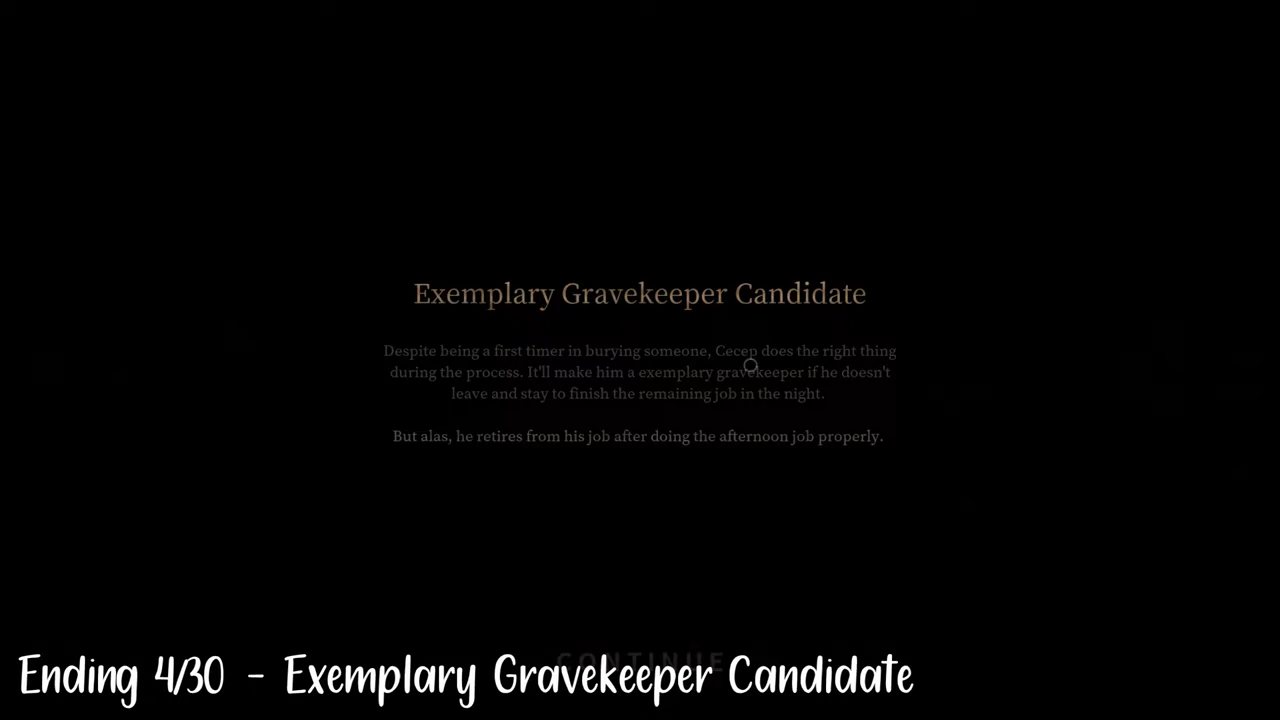 Exemplary Gravekeeper Candidate
Despite being a first timer in burying someone, Cecep does the right thing
during the process. It'll make him a exemplary gravekeeper if he doesn't
leave and stay to finish the remaining job in the night.
But alas, he retires from his job after doing the afternoon job properly.
CONTINUE
Ending 4/30 - Exemplary Gravekeeper Candidate